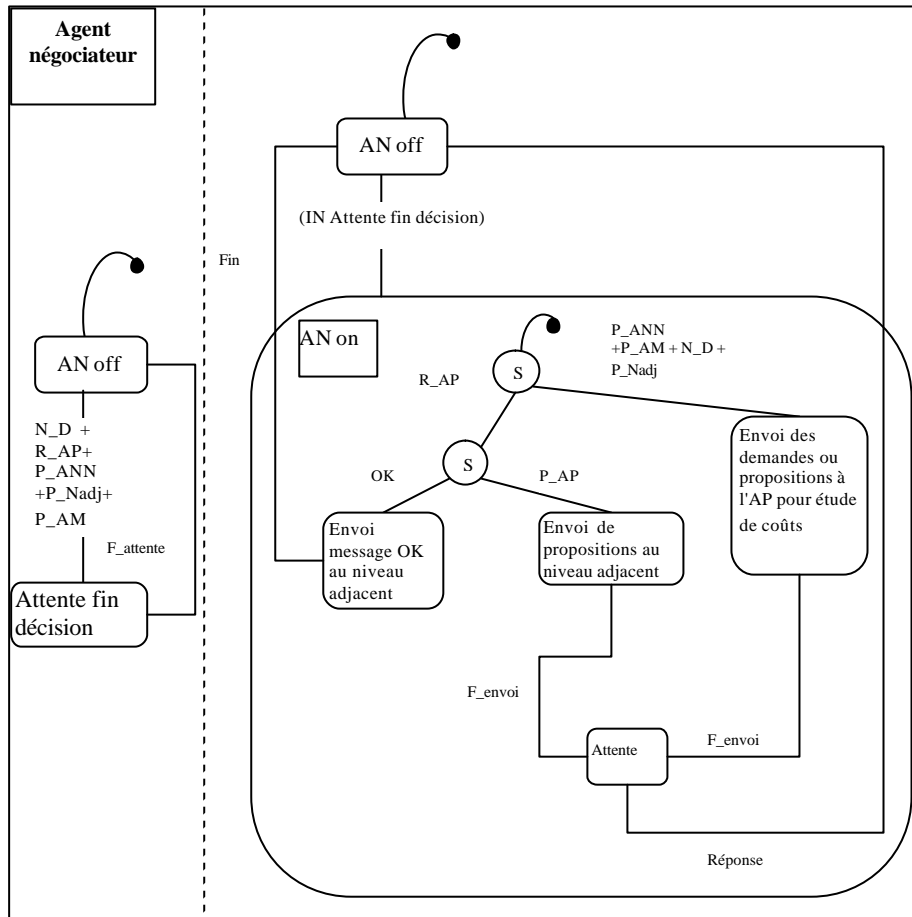 Agent
négociateur
AN off
(IN Attente fin décision)
Fin
AN off
N_D +
R_AP+
P_ANN
+P_Nadj+
P_AM
F_attente
Attente fin
décision
AN on
P_ANN
+P_AM + N_D +
P_Nadj
R_AP
S
S
OK
P_AP
Envoi des
demandes ou
propositions à
l'AP pour étude
de coûts
Envoi
message OK
au niveau
adjacent
Envoi de
propositions au
niveau adjacent
F_envoi
F_envoi
Attente
Réponse